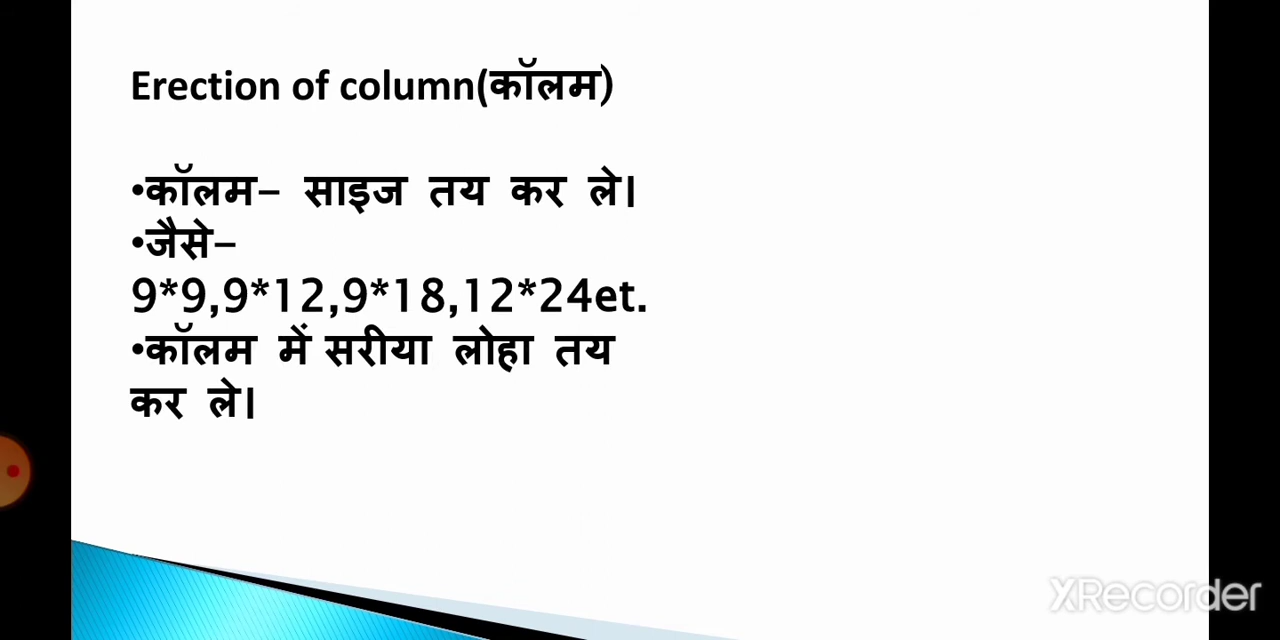 Erection of column(कॉलम)
•कॉलम– साइज तय कर ले।
•जैसे–
9*9,9*12,9*18,12*24et.
•कॉलम में सरीया लोहा तय
कर ले।
XRecorder